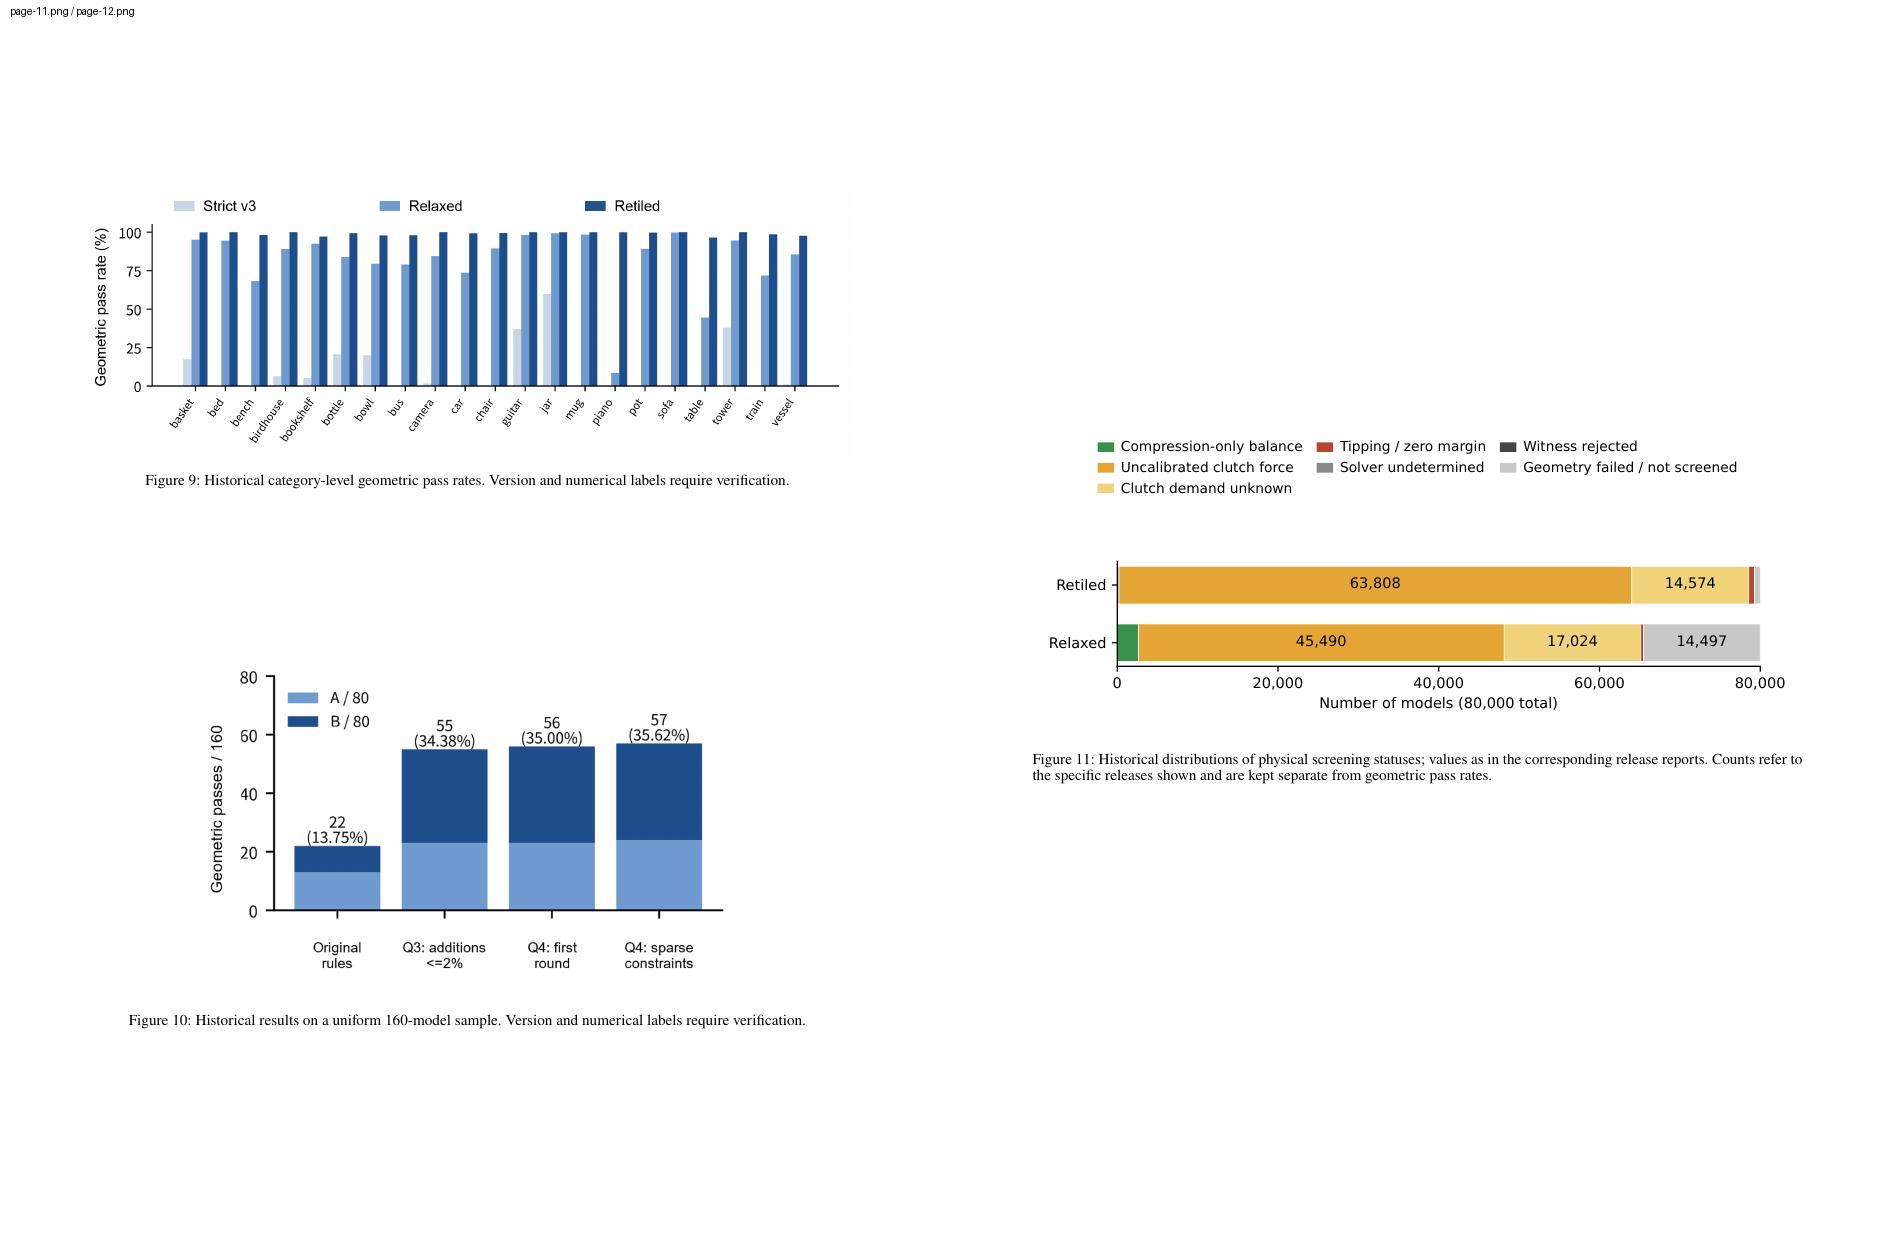 page-11.png / page-12.png
Strict v3 Relaxed Retiled
Geometric pass rate (%)
100
75
50
25
0
basket bed bench birdhouse bookshelf bottle bowl bus camera car chair guitar jar mug piano pot sofa table tower train vessel
Figure 9: Historical category-level geometric pass rates. Version and numerical labels require verification.
Geometric passes / 160
80
60
40
20
0
A / 80
B / 80
22
(13.75%)
55
(34.38%)
56
(35.00%)
57
(35.62%)
Original
rules
Q3: additions
<=2%
Q4: first
round
Q4: sparse
constraints
Figure 10: Historical results on a uniform 160-model sample. Version and numerical labels require verification.
Compression-only balance Tipping / zero margin Witness rejected
Uncalibrated clutch force Solver undetermined Geometry failed / not screened
Clutch demand unknown
Retiled 63,808 14,574
Relaxed 45,490 17,024 14,497
0 20,000 40,000 60,000 80,000
Number of models (80,000 total)
Figure 11: Historical distributions of physical screening statuses; values as in the corresponding release reports. Counts refer to
the specific releases shown and are kept separate from geometric pass rates.